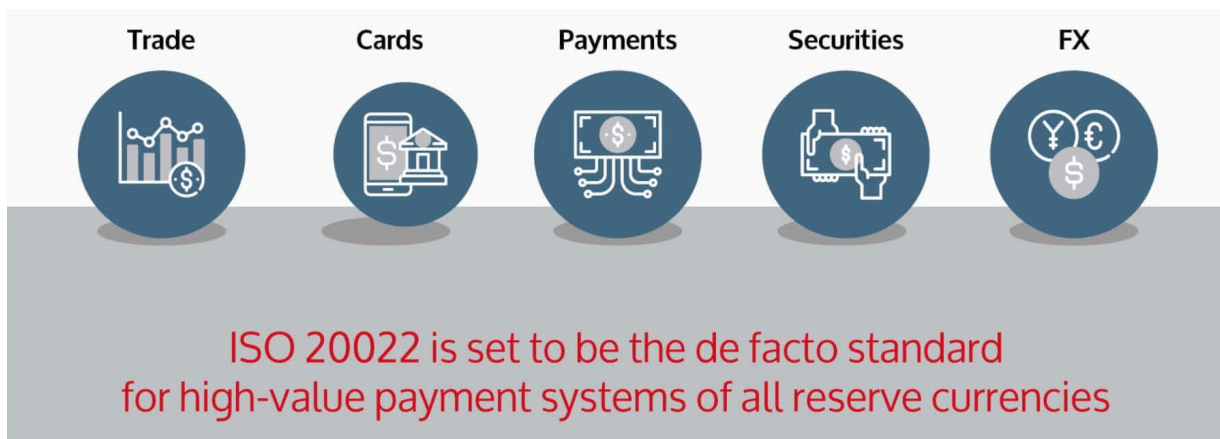 Trade Cards Payments Securities FX
ISO 20022 is set to be the de facto standard
for high-value payment systems of all reserve currencies